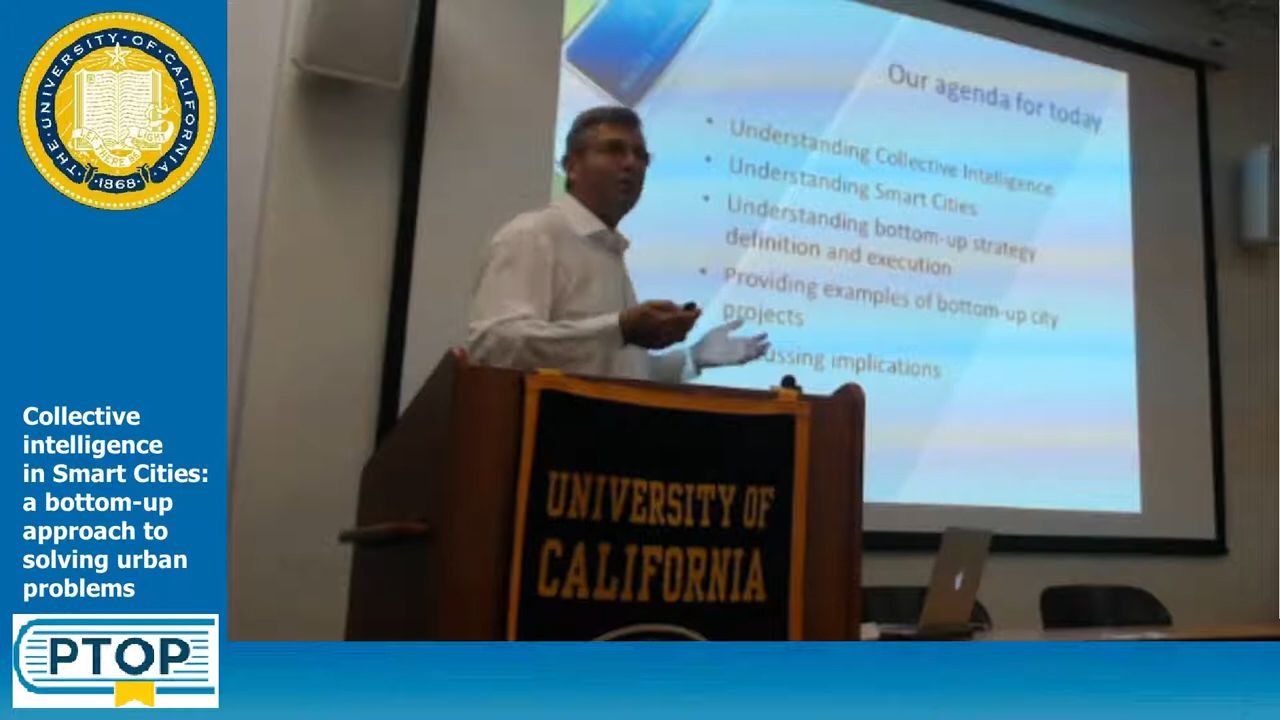 THE·UNIVERSITY·OF·CALIFORNIA
LET THERE BE LIGHT
·1868·
Collective
intelligence
in Smart Cities:
a bottom-up
approach to
solving urban
problems
PTOP
Our agenda for today
• Understanding Collective Intelligence
• Understanding Smart Cities
• Understanding bottom-up strategy
definition and execution
• Providing examples of bottom-up city
projects
ussing implications
UNIVERSITY OF
CALIFORNIA